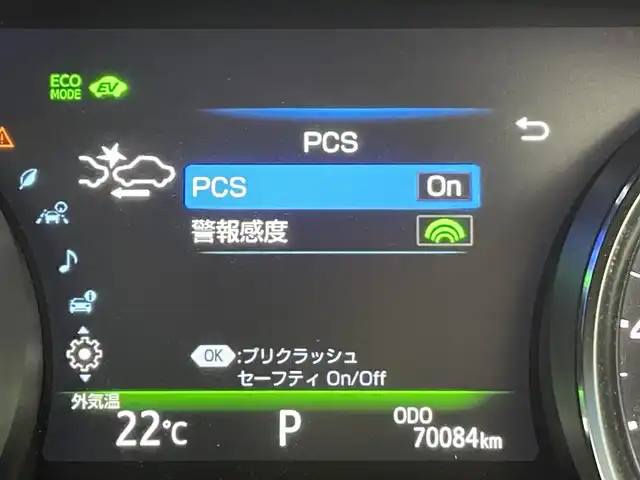 ECO
MODE
EV
PCS
PCS On
警報感度
OK :プリクラッシュ
セーフティ On/Off
外気温
22℃ P ODO
70084km